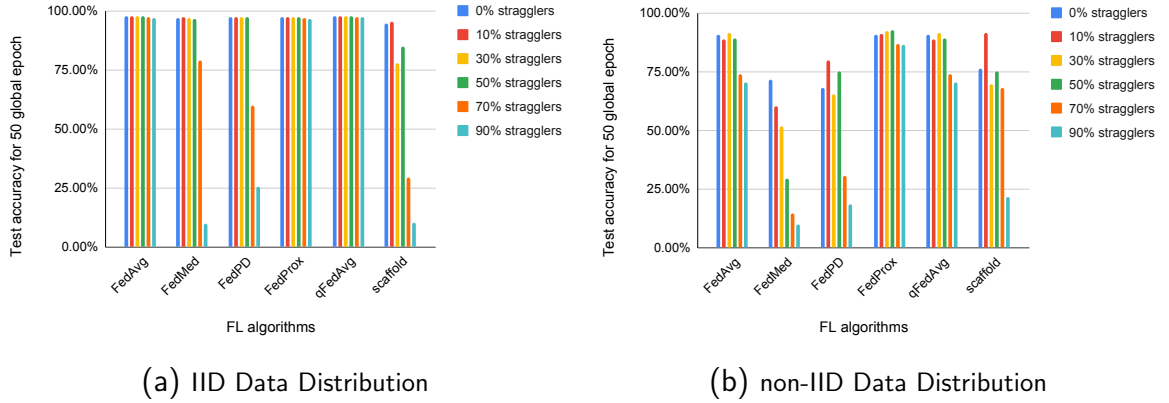 Test accuracy for 50 global epoch
100.00%
75.00%
50.00%
25.00%
0.00%
FedAvg
FedMed
FedPD
FedProx
qFedAvg
scaffold
FL algorithms
0% stragglers
10% stragglers
30% stragglers
50% stragglers
70% stragglers
90% stragglers
(a) IID Data Distribution
Test accuracy for 50 global epoch
100.00%
75.00%
50.00%
25.00%
0.00%
FedAvg
FedMed
FedPD
FedProx
qFedAvg
scaffold
FL algorithms
0% stragglers
10% stragglers
30% stragglers
50% stragglers
70% stragglers
90% stragglers
(b) non-IID Data Distribution